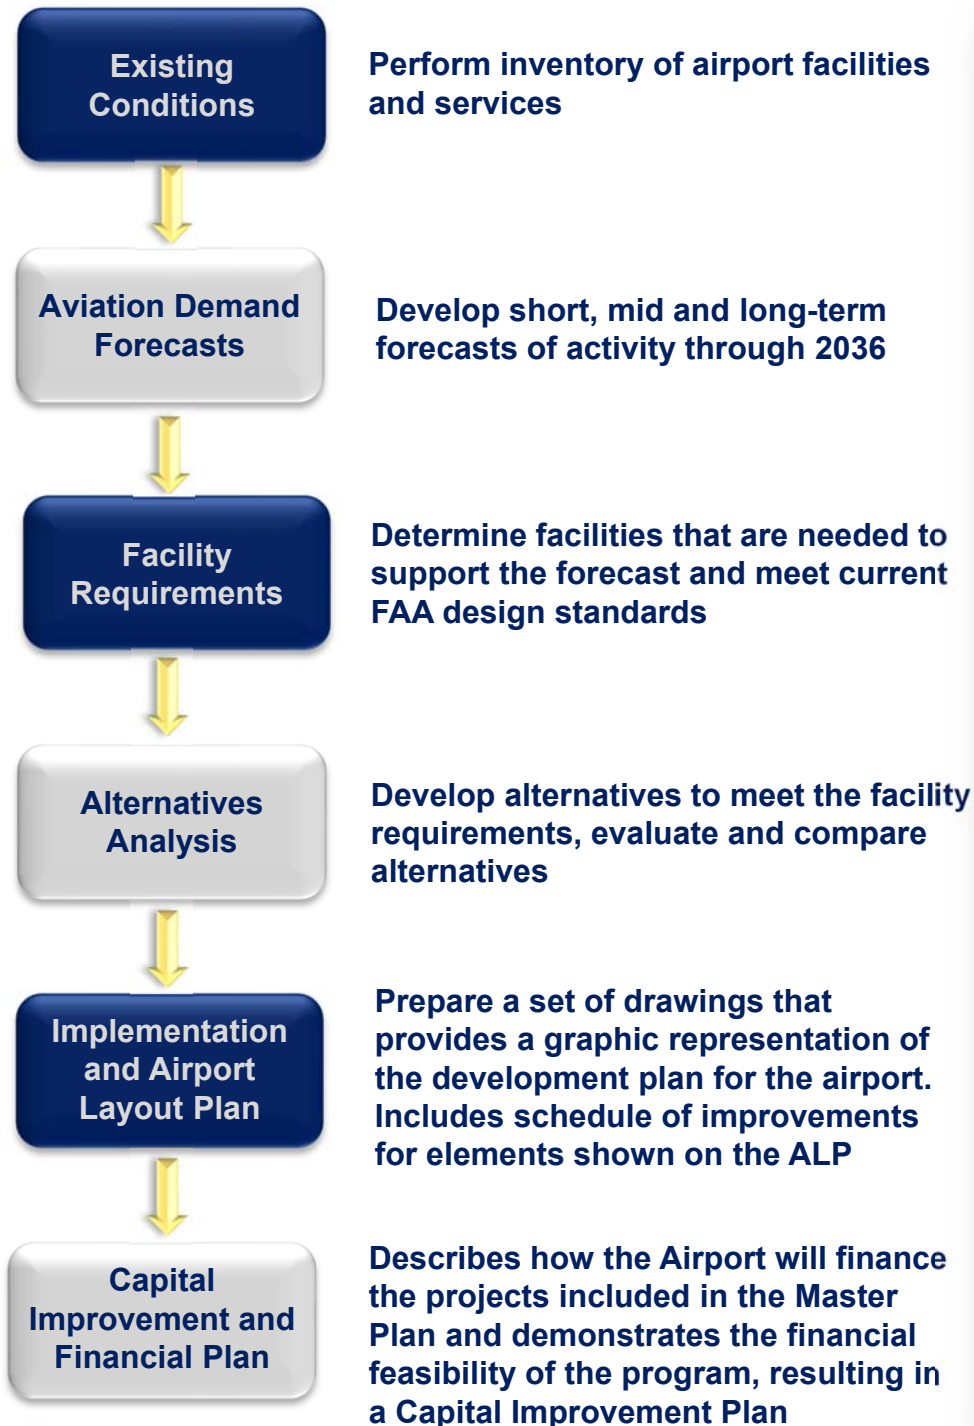 Existing
Conditions
Perform inventory of airport facilities
and services
Aviation Demand
Forecasts
Develop short, mid and long-term
forecasts of activity through 2036
Facility
Requirements
Determine facilities that are needed to
support the forecast and meet current
FAA design standards
Alternatives
Analysis
Develop alternatives to meet the facility
requirements, evaluate and compare
alternatives
Implementation
and Airport
Layout Plan
Prepare a set of drawings that
provides a graphic representation of
the development plan for the airport.
Includes schedule of improvements
for elements shown on the ALP
Capital
Improvement and
Financial Plan
Describes how the Airport will finance
the projects included in the Master
Plan and demonstrates the financial
feasibility of the program, resulting in
a Capital Improvement Plan